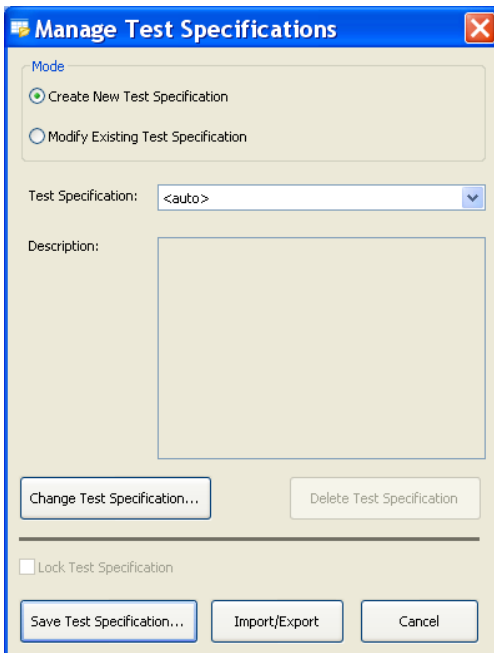 Manage Test Specifications
Mode
Create New Test Specification
Modify Existing Test Specification
Test Specification: <auto>
Description:
Change Test Specification... Delete Test Specification
Lock Test Specification
Save Test Specification... Import/Export Cancel